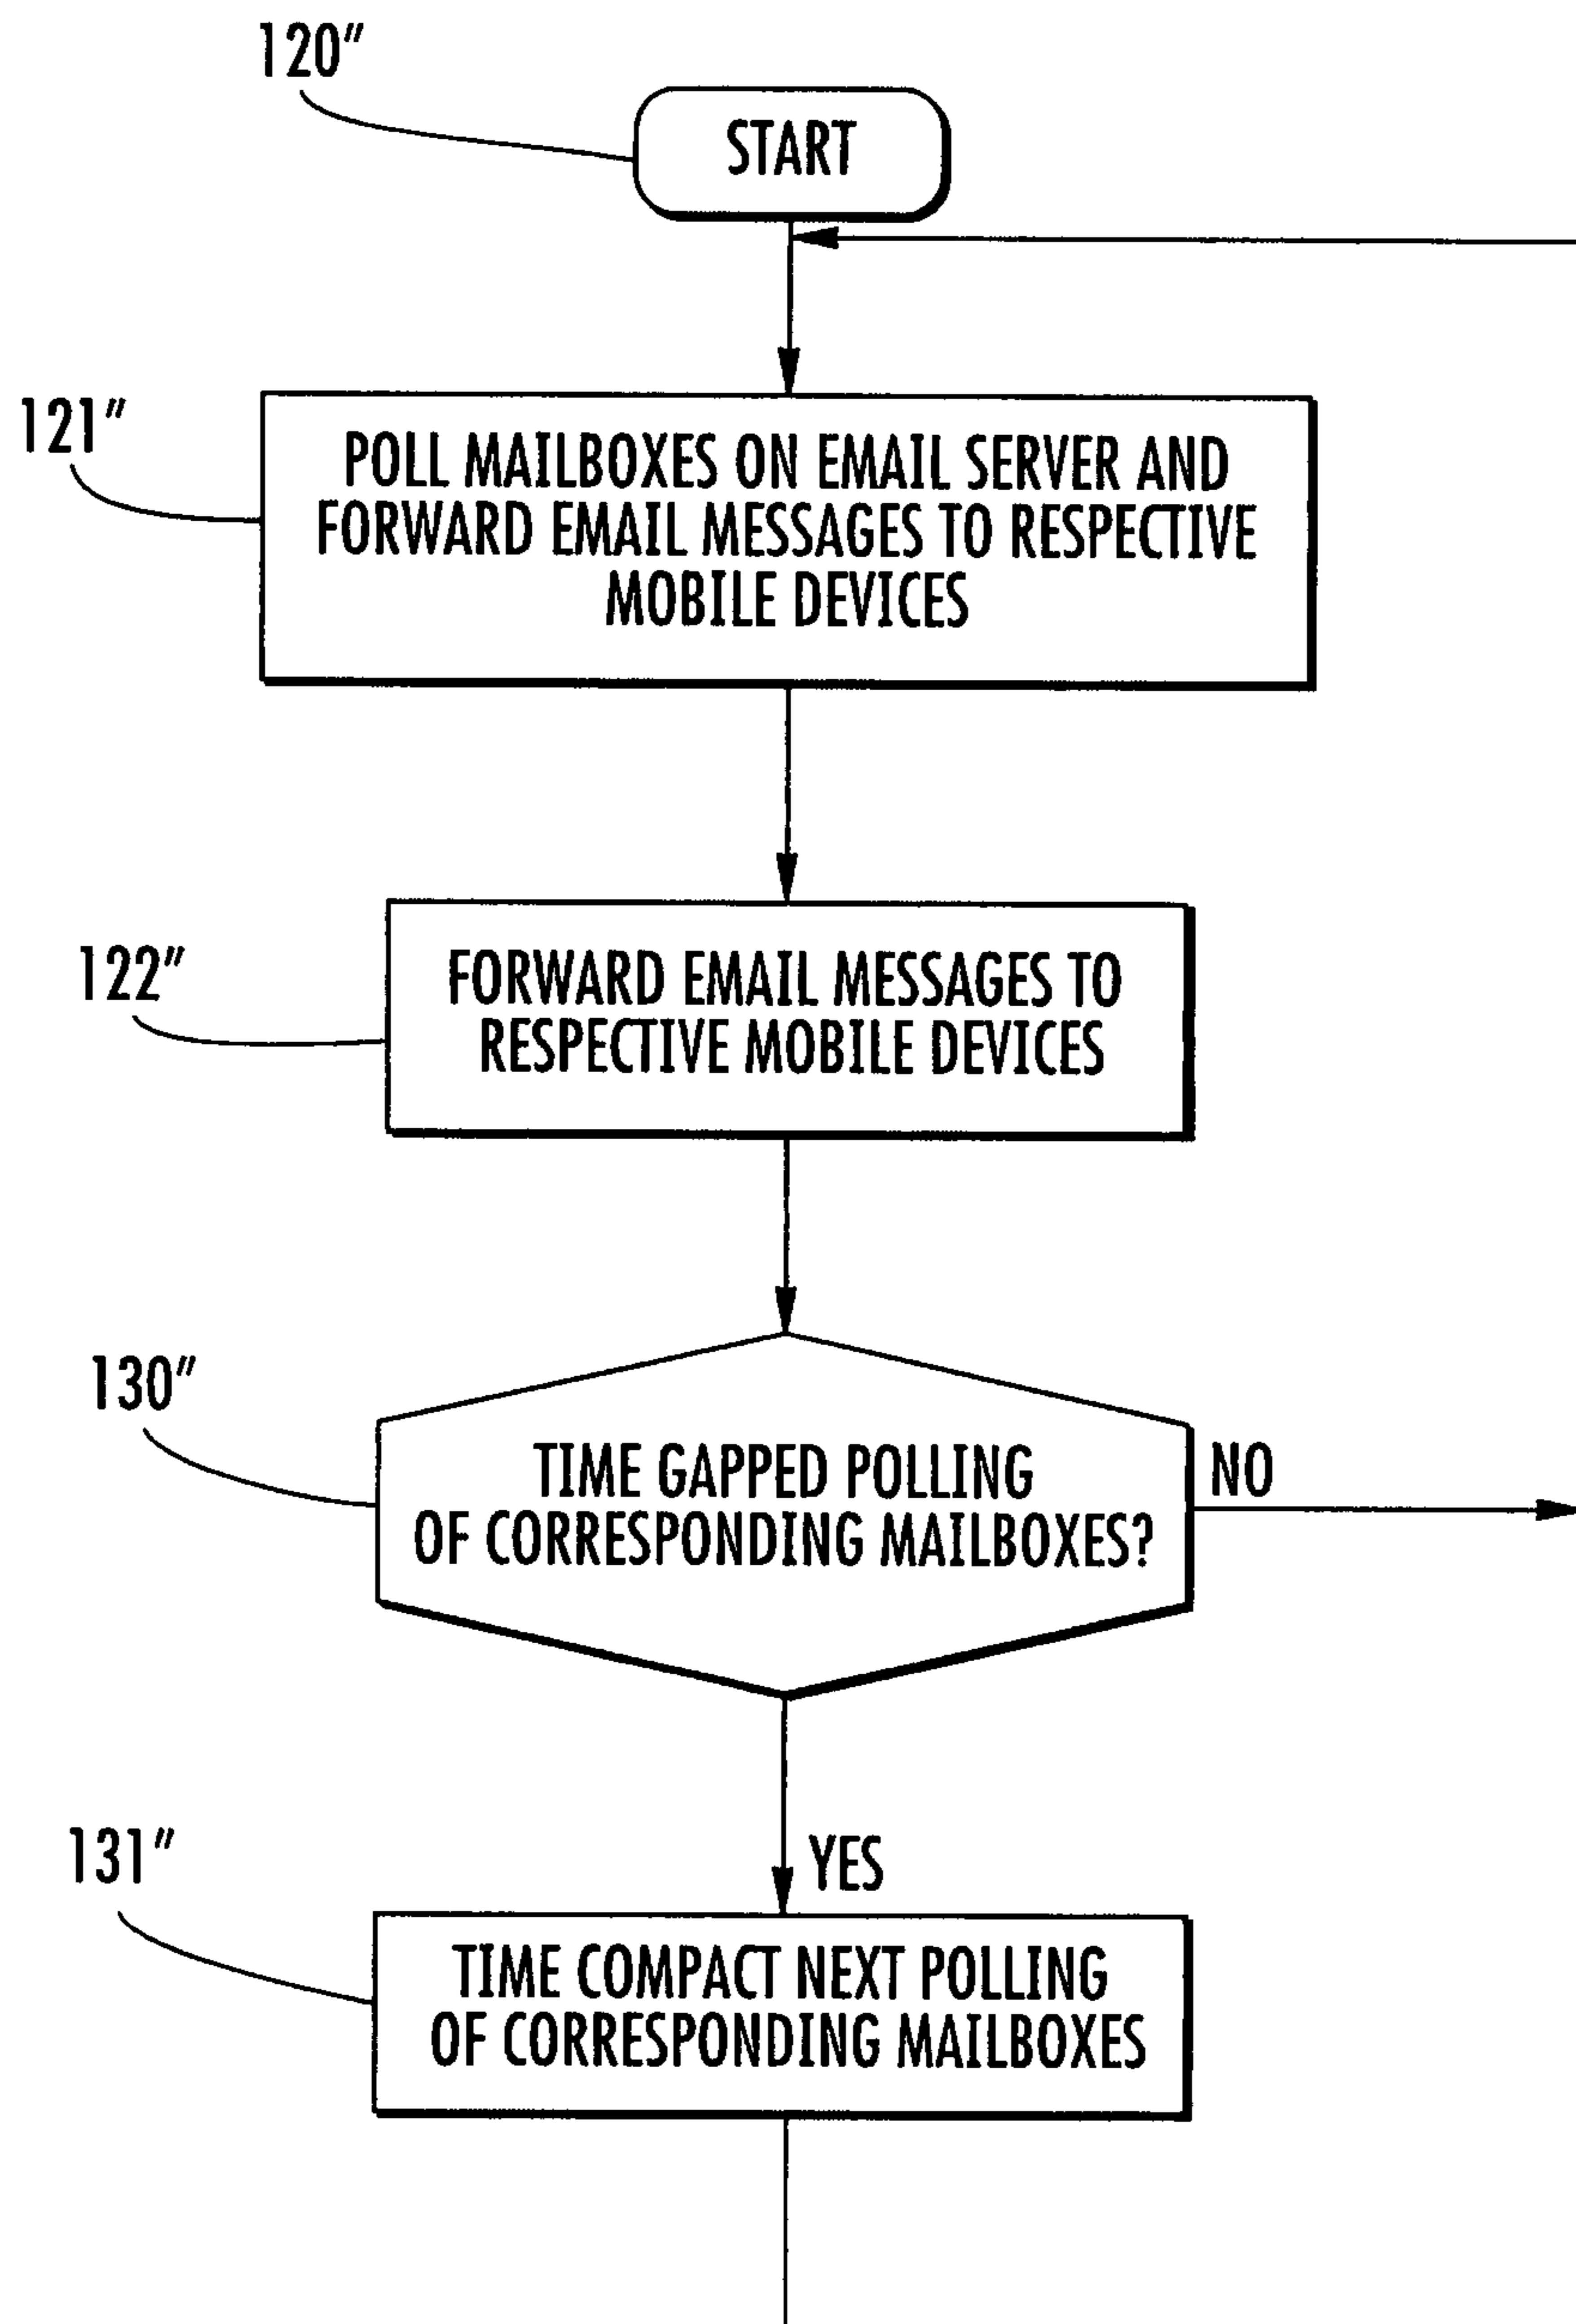 120"
START
121"
POLL MAILBOXES ON EMAIL SERVER AND
FORWARD EMAIL MESSAGES TO RESPECTIVE
MOBILE DEVICES
122"
FORWARD EMAIL MESSAGES TO
RESPECTIVE MOBILE DEVICES
130"
TIME GAPPED POLLING
OF CORRESPONDING MAILBOXES?
NO
YES
131"
TIME COMPACT NEXT POLLING
OF CORRESPONDING MAILBOXES